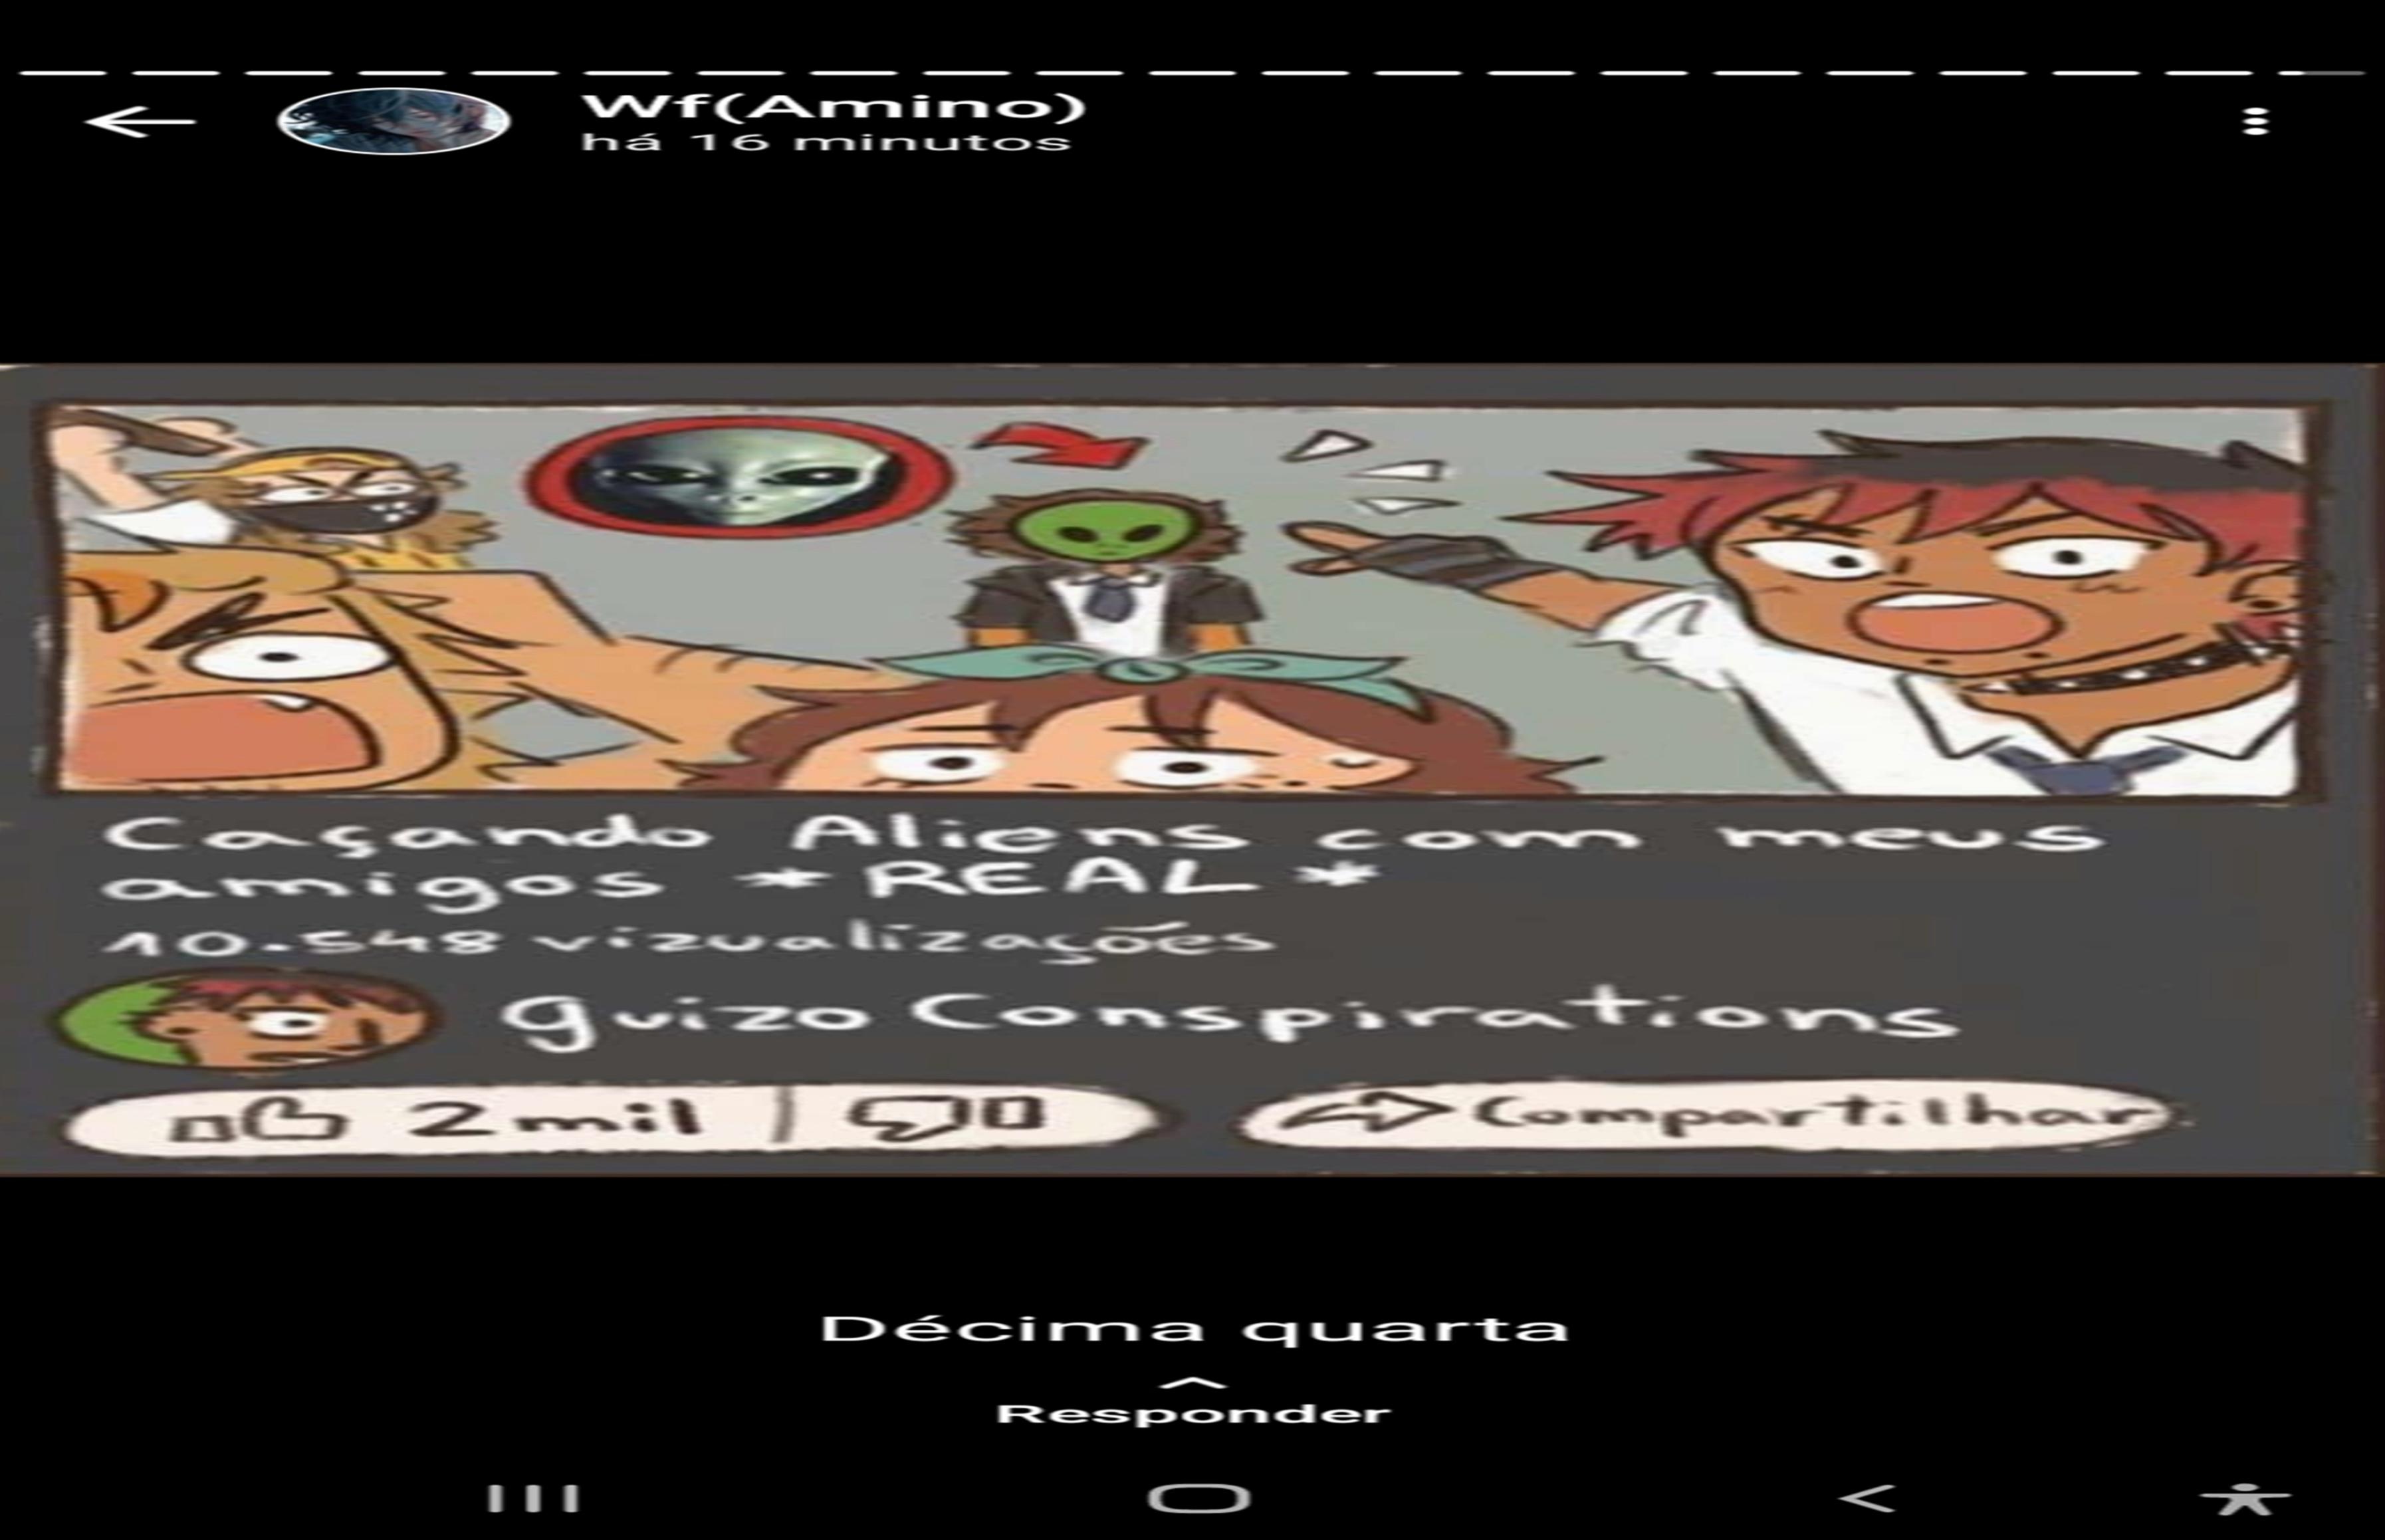 Wf(Amino)
há 16 minutos
Caçando Aliens com meus
amigos *REAL*
10.548 vizualizações
guizo Conspirations
2mil
Compartilhar
Décima quarta
Responder